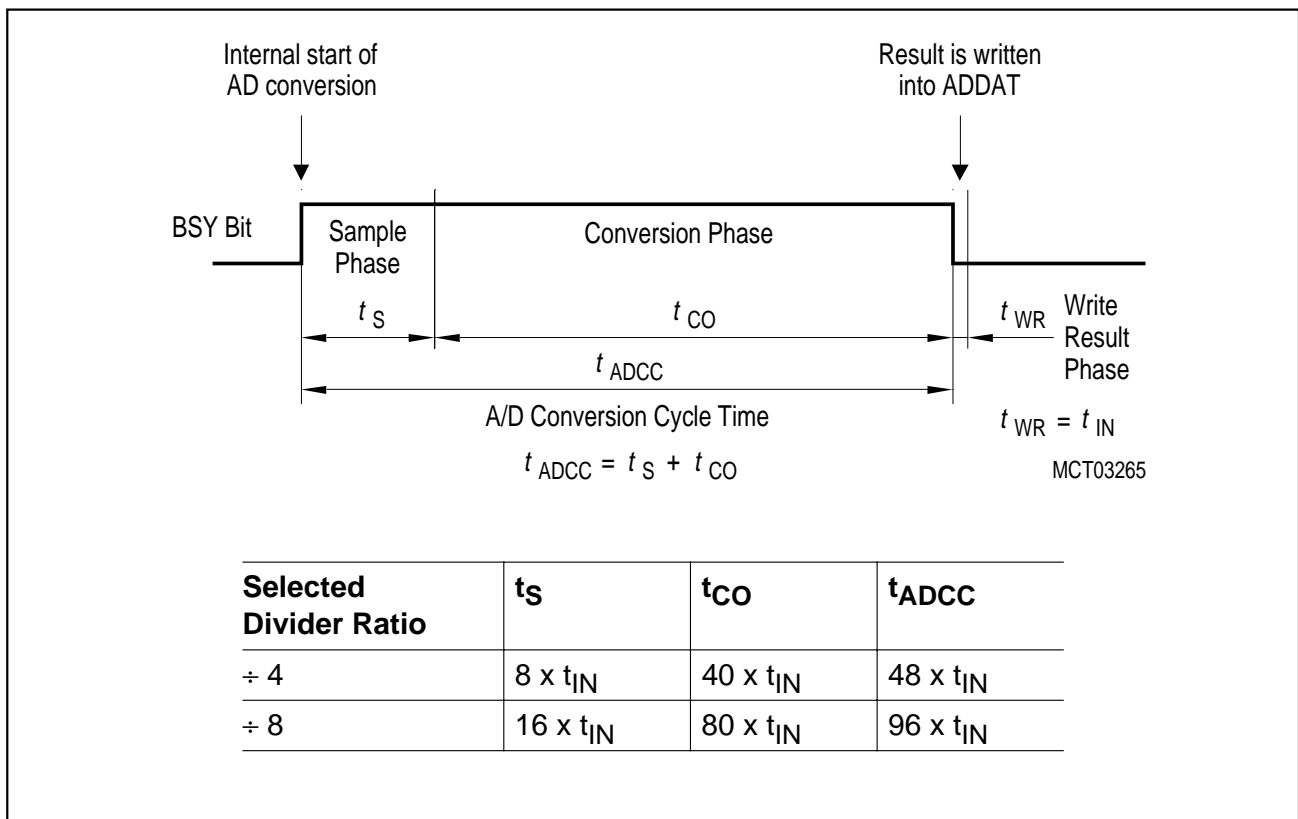 Internal start of
AD conversion
Result is written
into ADDAT
BSY Bit
Sample
Phase
Conversion Phase
t S
t CO
t WR
Write
Result
Phase
t ADCC
A/D Conversion Cycle Time
t WR = t IN
t ADCC = t S + t CO
MCT03265
Selected
Divider Ratio
tS
tCO
tADCC
÷ 4
8 x tIN
40 x tIN
48 x tIN
÷ 8
16 x tIN
80 x tIN
96 x tIN